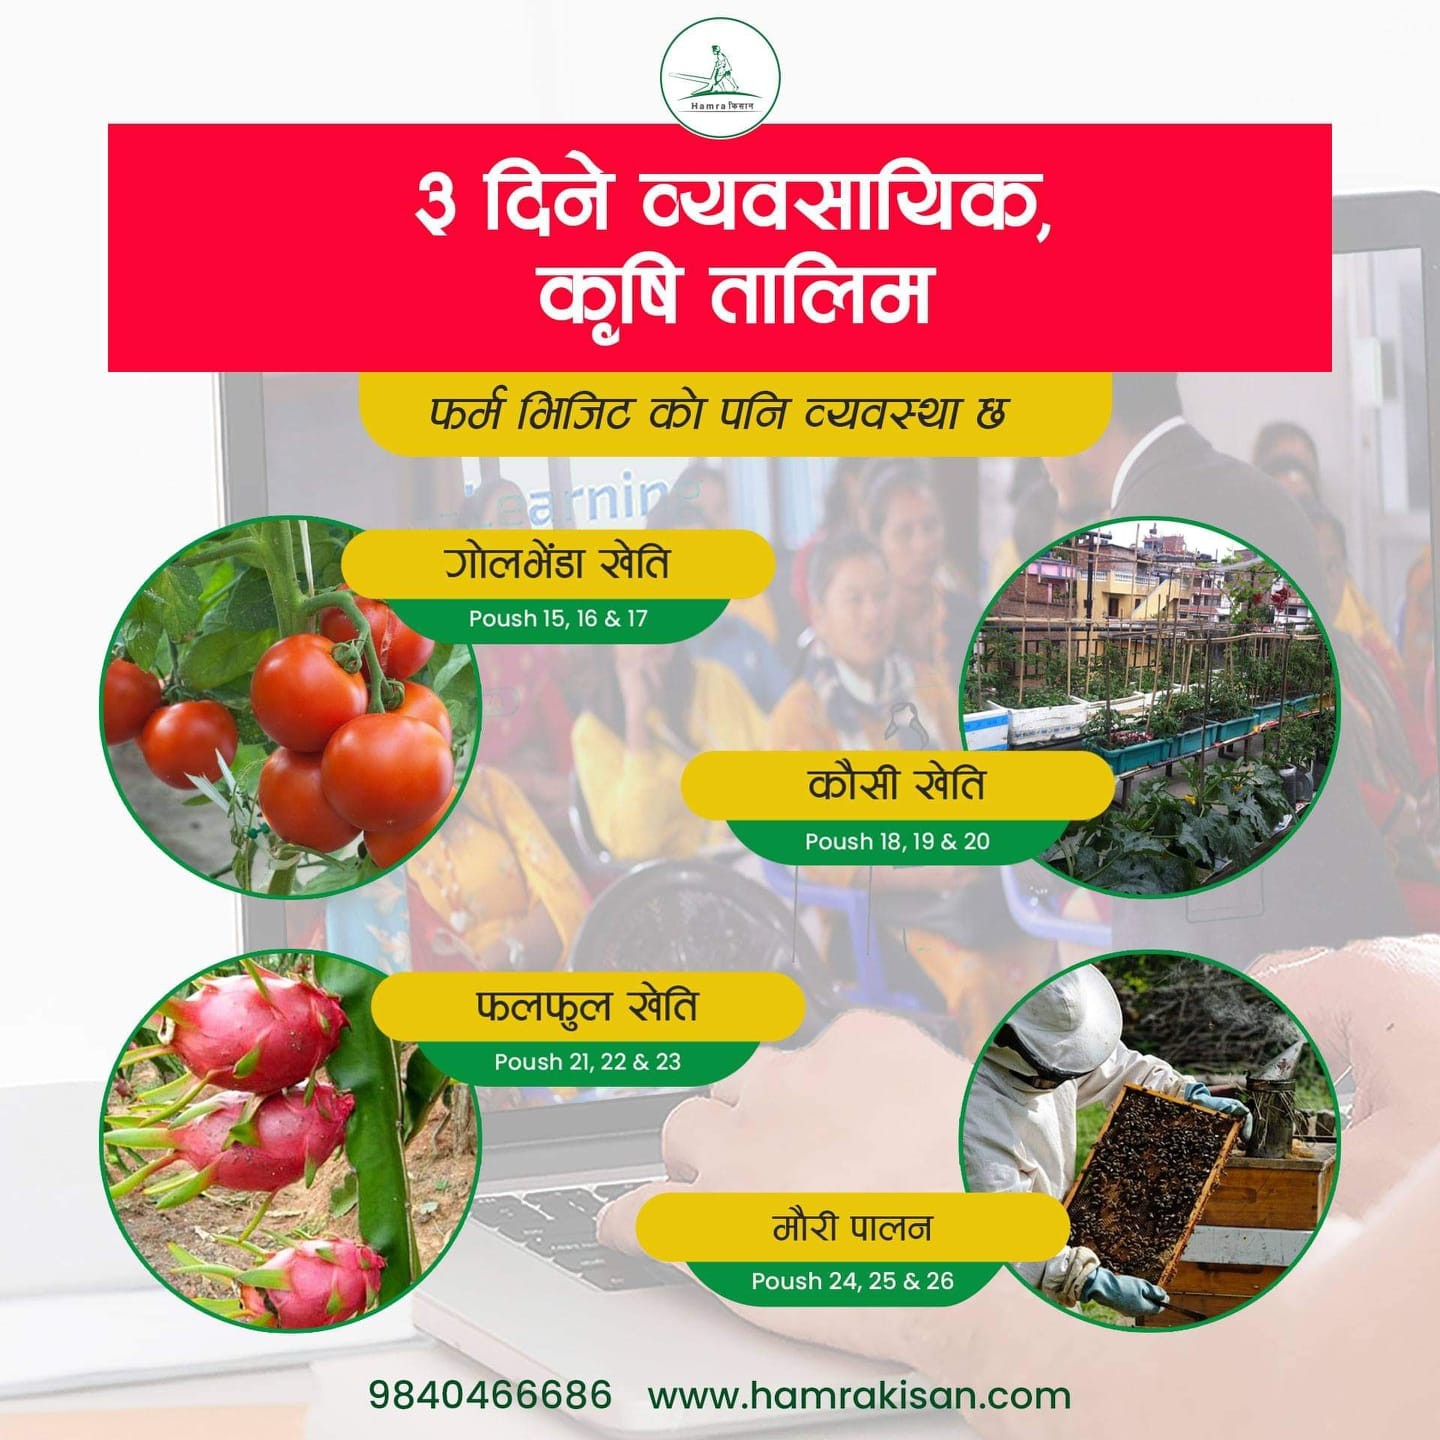 Hamra किसान
३ दिने व्यवसायिक,
कृषि तालिम
फर्म भिजिट को पनि व्यवस्था छ
Learning
गोलभेंडा खेति
Poush 15, 16 & 17
कौसी खेति
Poush 18, 19 & 20
फलफुल खेति
Poush 21, 22 & 23
मौरी पालन
Poush 24, 25 & 26
9840466686 www.hamrakisan.com